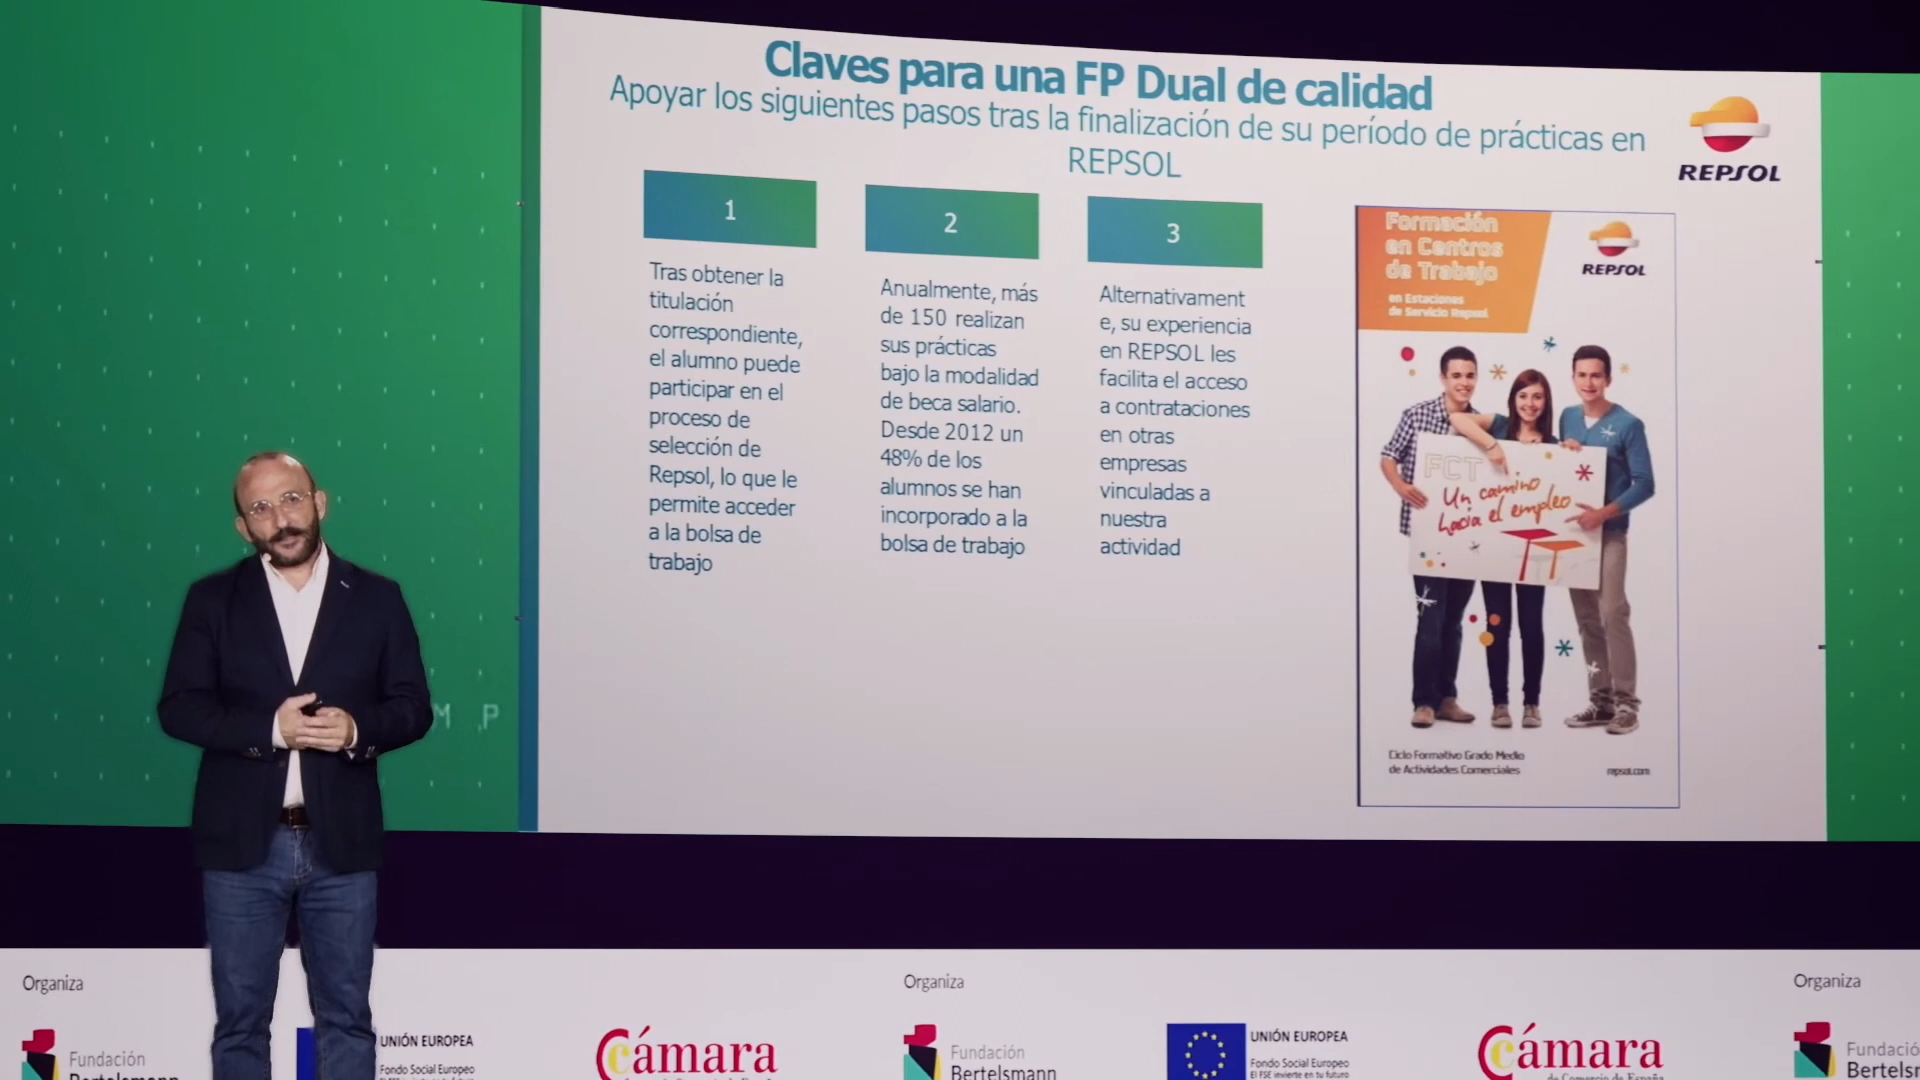 Claves para una FP Dual de calidad
Apoyar los siguientes pasos tras la finalización de su período de prácticas en
REPSOL
REPSOL
1
Tras obtener la
titulación
correspondiente,
el alumno puede
participar en el
proceso de
selección de
Repsol, lo que le
permite acceder
a la bolsa de
trabajo
2
Anualmente, más
de 150 realizan
sus prácticas
bajo la modalidad
de beca salario.
Desde 2012 un
48% de los
alumnos se han
incorporado a la
bolsa de trabajo
3
Alternativament
e, su experiencia
en REPSOL les
facilita el acceso
a contrataciones
en otras
empresas
vinculadas a
nuestra
actividad
Formación
en Centros
de Trabajo
en Estaciones
de Servicio Repsol
REPSOL
FCT
Un camino
hacia el empleo
Ciclo Formativo Grado Medio
de Actividades Comerciales
repsol.com
M P
Organiza
Fundación
Bertelsmann
UNIÓN EUROPEA
Fondo Social Europeo
Cámara
Organiza
Fundación
Bertelsmann
UNIÓN EUROPEA
Fondo Social Europeo
El FSE invierte en tu futuro
Cámara
de Comercio de España
Organiza